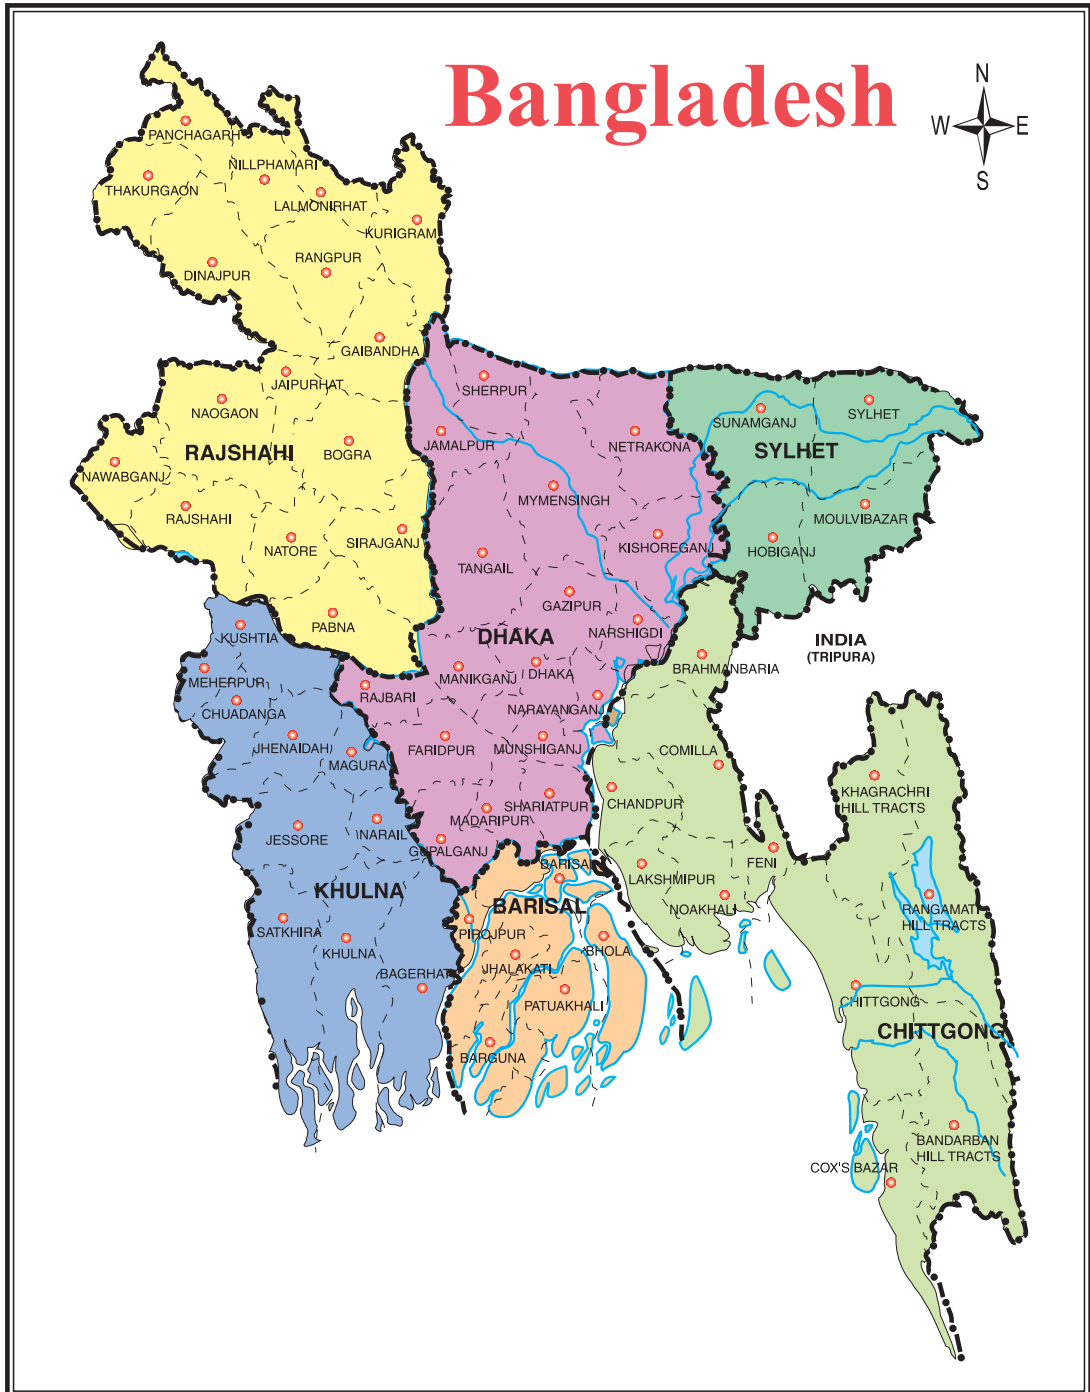 Bangladesh
N
W
E
S
PANCHAGARH
NILLPHAMARI
THAKURGAON
LALMONIRHAT
KURIGRAM
DINAJPUR
RANGPUR
GAIBANDHA
JAIPURHAT
NAOGAON
RAJSHAHI
BOGRA
NAWABGANJ
RAJSHAHI
NATORE
SIRAJGANJ
PABNA
SHERPUR
JAMALPUR
NETRAKONA
MYMENSINGH
KISHOREGANJ
TANGAIL
GAZIPUR
NARSHIGDI
DHAKA
MANIKGANJ
DHAKA
RAJBARI
NARAYANGANJ
FARIDPUR
MUNSHIGANJ
SHARIATPUR
MADARIPUR
GUPALGANJ
SUNAMGANJ
SYLHET
SYLHET
MOULVIBAZAR
HOBIGANJ
INDIA
(TRIPURA)
KUSHTIA
MEHERPUR
CHUADANGA
JHENAIDAH
MAGURA
JESSORE
NARAIL
KHULNA
SATKHIRA
KHULNA
BAGERHAT
BARISAL
BARISAL
PIROJPUR
BHOLA
JHALAKATI
PATUAKHALI
BARGUNA
BRAHMANBARIA
COMILLA
CHANDPUR
FENI
LAKSHMIPUR
NOAKHALI
KHAGRACHRI
HILL TRACTS
RANGAMATI
HILL TRACTS
CHITTGONG
CHITTGONG
BANDARBAN
HILL TRACTS
COX'S BAZAR